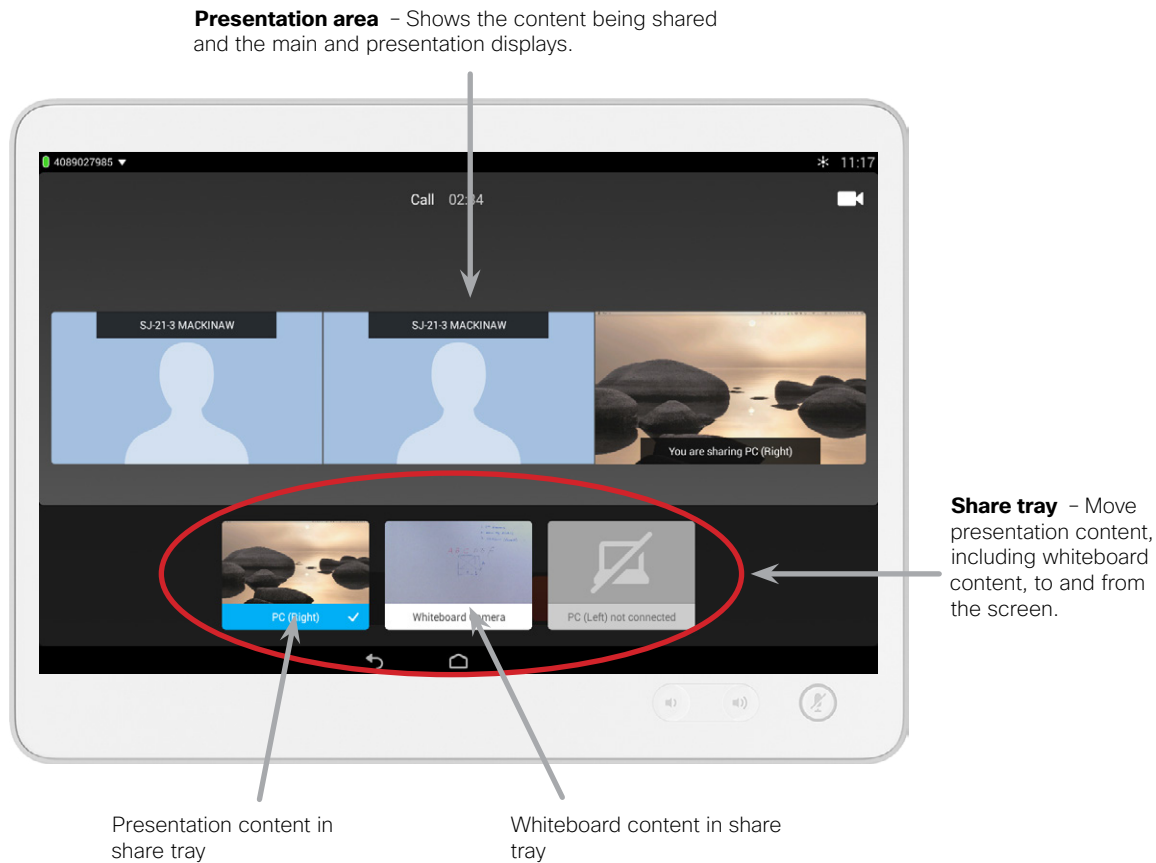 Presentation area – Shows the content being shared
and the main and presentation displays.
4089027985
11:17
Call 02:34
SJ-21-3 MACKINAW
SJ-21-3 MACKINAW
You are sharing PC (Right)
Share tray – Move
presentation content,
including whiteboard
content, to and from
the screen.
PC (Right)
Whiteboard Camera
PC (Left) not connected
Presentation content in
share tray
Whiteboard content in share
tray